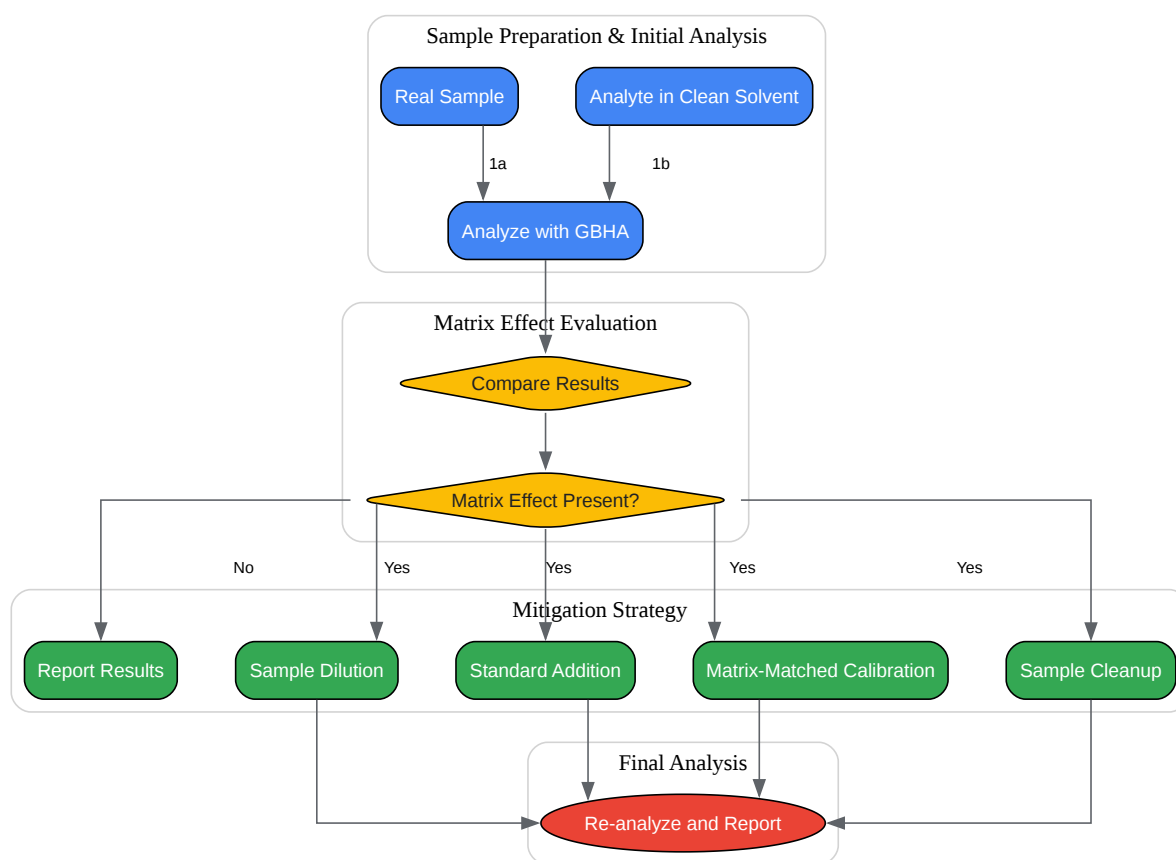 Sample Preparation & Initial Analysis
Real Sample
Analyte in Clean Solvent
1a
1b
Analyze with GBHA
Matrix Effect Evaluation
Compare Results
Matrix Effect Present?
No
Yes
Yes
Yes
Yes
Mitigation Strategy
Report Results
Sample Dilution
Standard Addition
Matrix-Matched Calibration
Sample Cleanup
Final Analysis
Re-analyze and Report